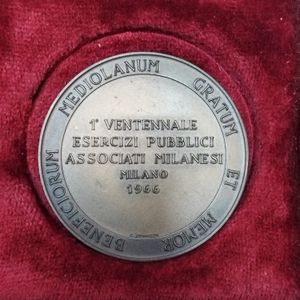 MEDIOLANUM GRATUM ET MEMOR BENEFICIORUM
1° VENTENNALE
ESERCIZI PUBBLICI
ASSOCIATI MILANESI
MILANO
1966